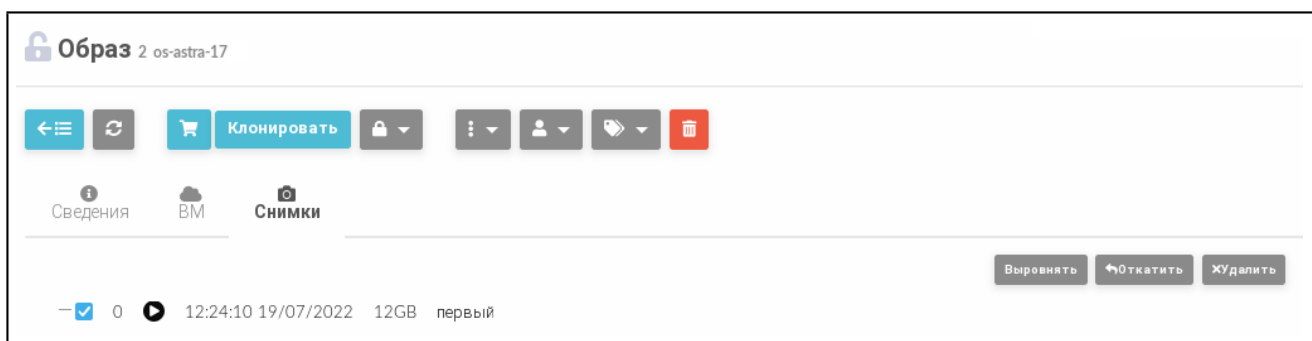 Образ 2 os-astra-17
Клонировать
Сведения ВМ Снимки
Выровнять Откатить Удалить
0 12:24:10 19/07/2022 12GB первый